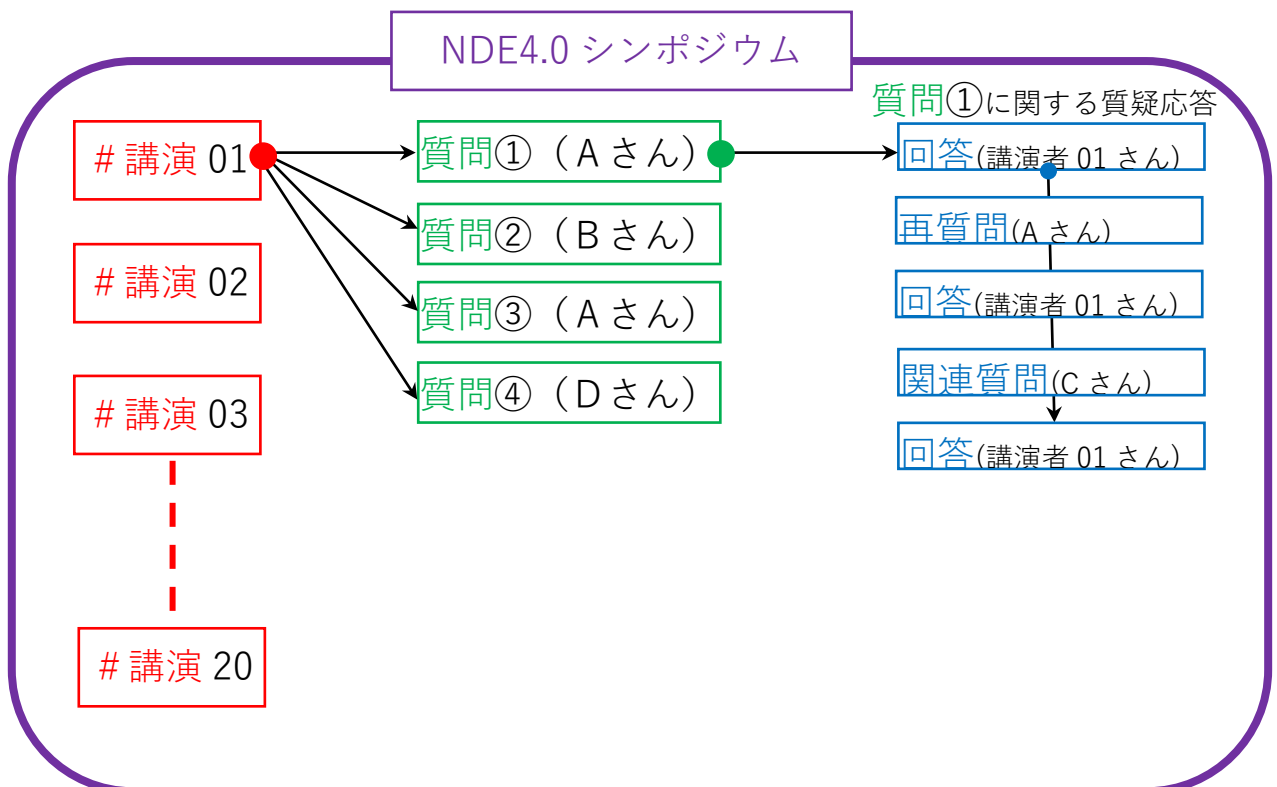 NDE4.0 シンポジウム
# 講演 01
# 講演 02
# 講演 03
# 講演 20
質問①（A さん）
質問②（B さん）
質問③（A さん）
質問④（D さん）
質問①に関する質疑応答
回答(講演者 01 さん)
再質問(A さん)
回答(講演者 01 さん)
関連質問(C さん)
回答(講演者 01 さん)